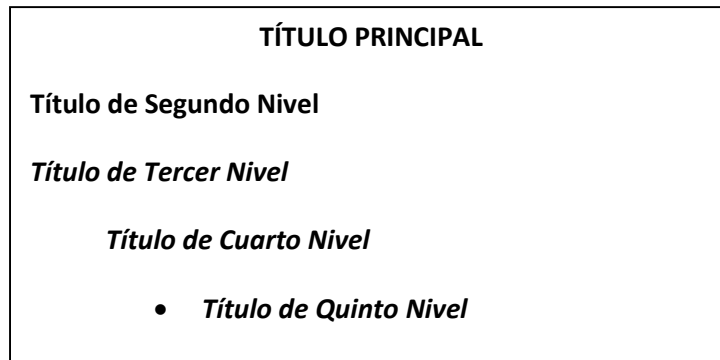 TÍTULO PRINCIPAL
Título de Segundo Nivel
Título de Tercer Nivel
Título de Cuarto Nivel
• Título de Quinto Nivel